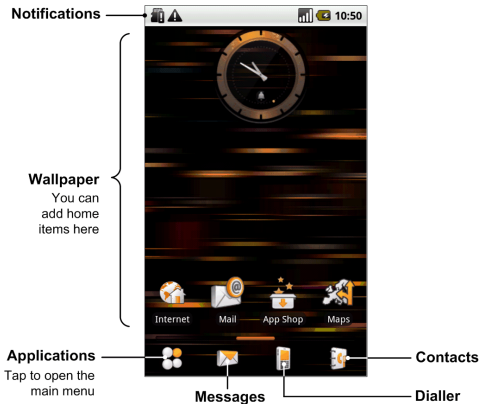 Notifications
10:50
Wallpaper
You can
add home
items here
Internet
Mail
App Shop
Maps
Applications
Tap to open the
main menu
Contacts
Messages
Dialler